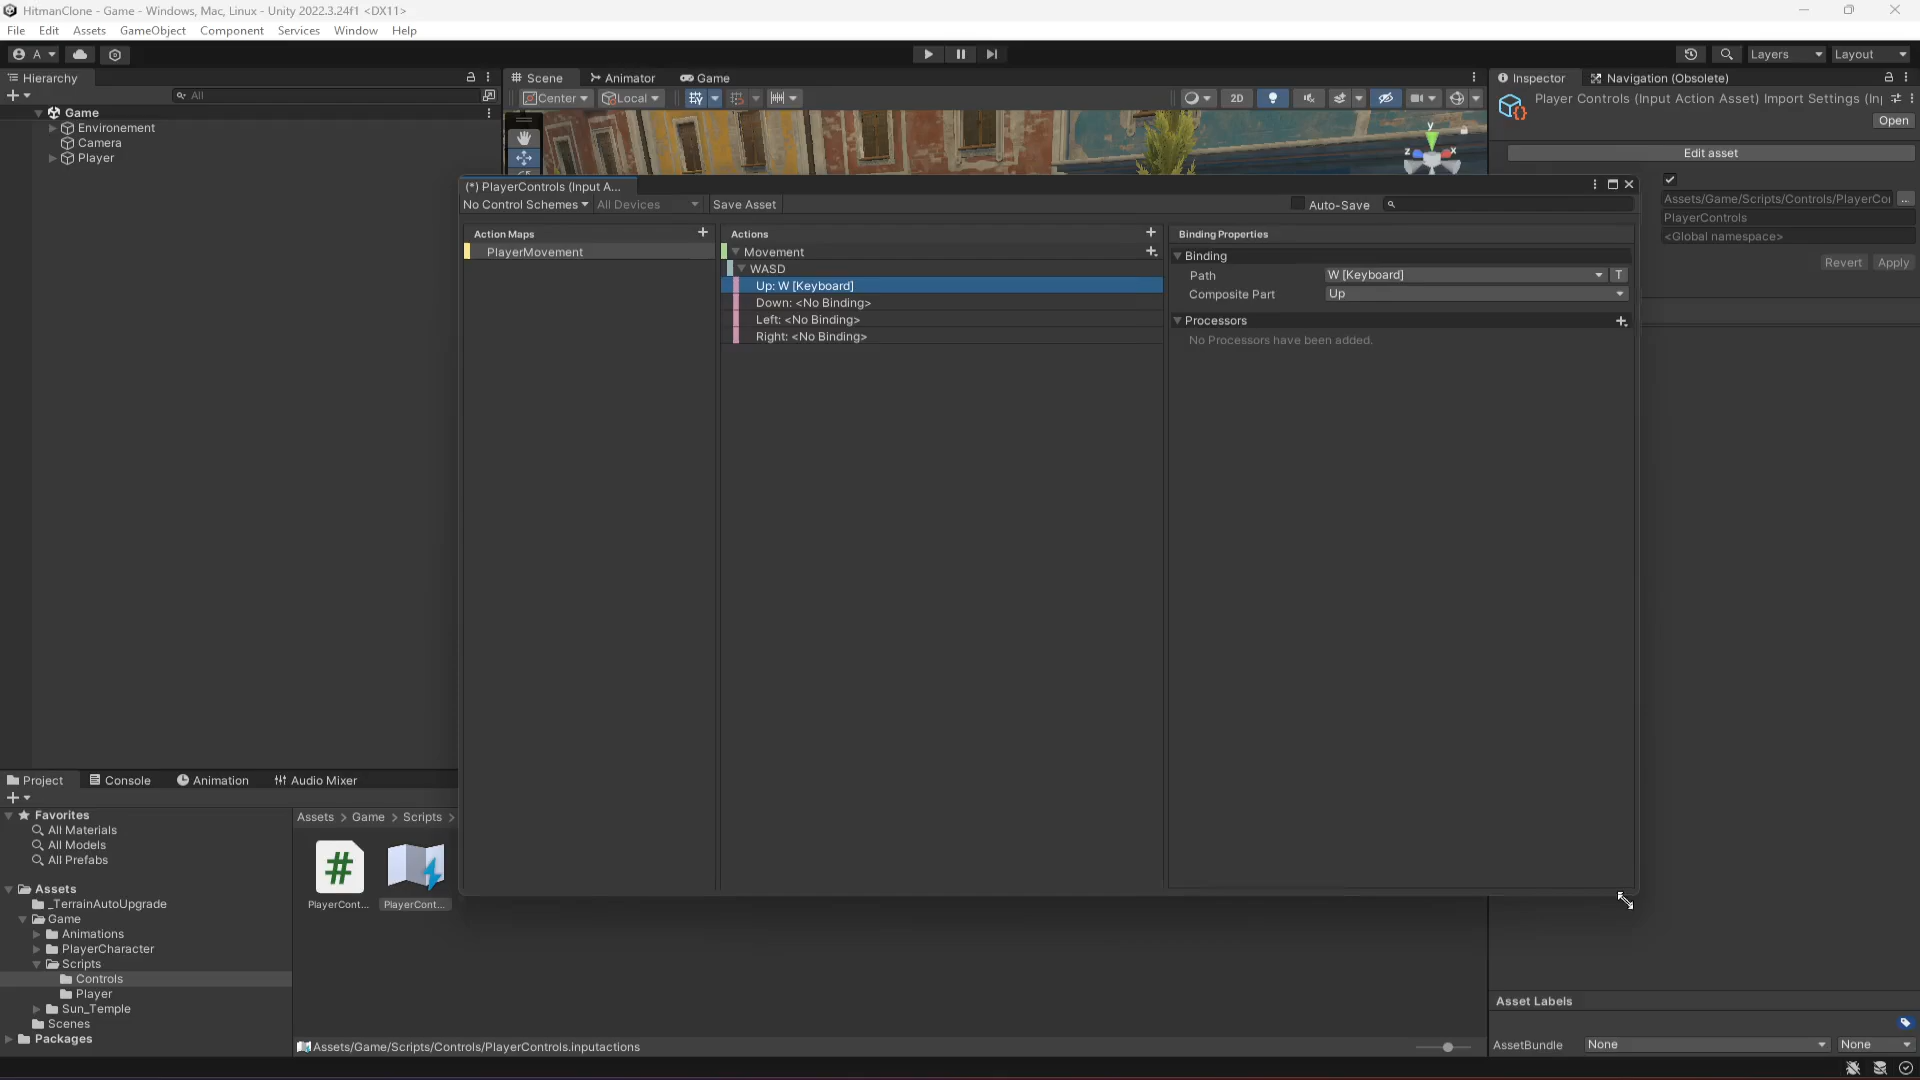 HitmanClone - Game - Windows, Mac, Linux - Unity 2022.3.24f1 <DX11>
File Edit Assets GameObject Component Services Window Help
A
Layers
Layout
Hierarchy
All
Game
Environement
Camera
Player
Scene
Animator
Game
Center
Local
2D
y
z
x
(*) PlayerControls (Input A...
No Control Schemes
All Devices
Save Asset
Auto-Save
Action Maps
PlayerMovement
Actions
Movement
WASD
Up: W [Keyboard]
Down: <No Binding>
Left: <No Binding>
Right: <No Binding>
Binding Properties
Binding
Path W [Keyboard] T
Composite Part Up
Processors
No Processors have been added.
Inspector
Navigation (Obsolete)
Player Controls (Input Action Asset) Import Settings (In
Open
Edit asset
Assets/Game/Scripts/Controls/PlayerCo
...
PlayerControls
<Global namespace>
Revert
Apply
Project
Console
Animation
Audio Mixer
Favorites
All Materials
All Models
All Prefabs
Assets
_TerrainAutoUpgrade
Game
Animations
PlayerCharacter
Scripts
Controls
Player
Sun_Temple
Scenes
Packages
Assets > Game > Scripts >
PlayerCont...
PlayerCont...
Assets/Game/Scripts/Controls/PlayerControls.inputactions
Asset Labels
AssetBundle None None